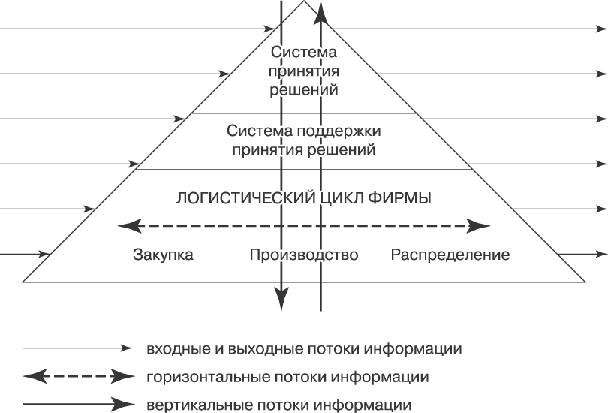 Система
принятия
решений
Система поддержки
принятия решений
ЛОГИСТИЧЕСКИЙ ЦИКЛ ФИРМЫ
Закупка Производство Распределение
входные и выходные потоки информации
горизонтальные потоки информации
вертикальные потоки информации